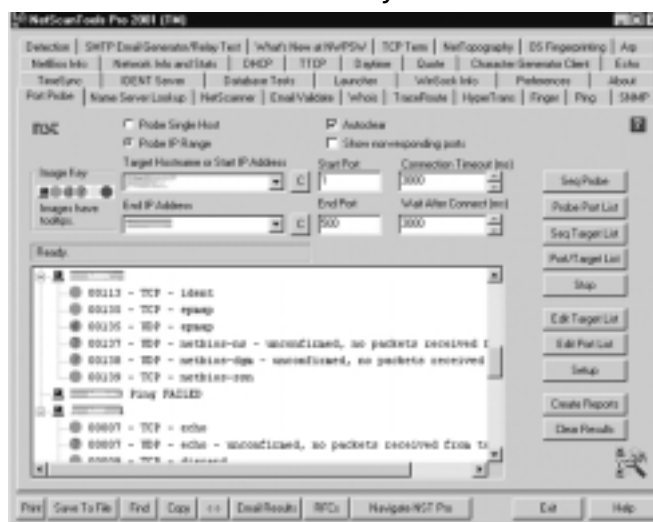 NetScanTools Pro 2001 (TM)
Detection SMTP Email Generator/Relay Test What's New at NWPSW TCP Term NetTopography OS Fingerprinting Arp
NetBios Info Network Info and Stats DHCP TTCP Daytime Quote Character Generator Client Echo
TimeSync IDENT Server Database Tests Launcher WinSock Info Preferences About
Port Probe Name Server Lookup NetScanner Email Validate Whois TraceRoute HyperTrans Finger Ping SNMP
Probe Single Host
Autoclear
Probe IP Range
Show non-responding ports
Target Hostname or Start IP Address Start Port Connection Timeout (ms)
Image Key
C 1 3000 Seq Probe
Images have tooltips.
End IP Address End Port Wait After Connect (ms) Probe Port List
C 500 3000
Seq Target List
Ready. Port/Target List
Stop
00113 - TCP - ident
00135 - TCP - epmap
00135 - UDP - epmap
00137 - UDP - netbios-ns - unconfirmed, no packets received f
00138 - UDP - netbios-dgm - unconfirmed, no packets received
00139 - TCP - netbios-ssn
Ping FAILED
00007 - TCP - echo
00007 - UDP - echo - unconfirmed, no packets received from ta
00009 - TCP - discard
Edit Target List
Edit Port List
Setup
Create Reports
Clear Results
Print Save To File Find Copy <> Email Results RFCs Navigate NST Pro Exit Help